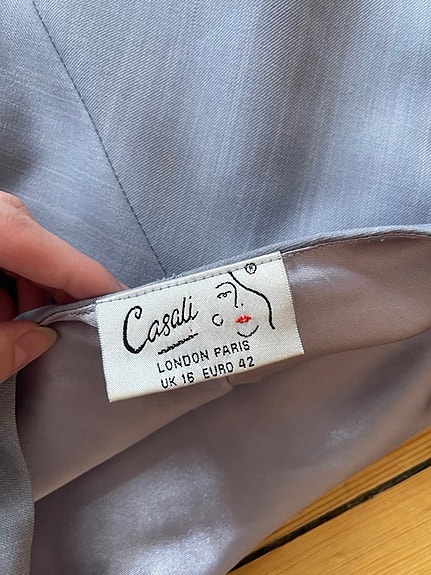 Casali ®
LONDON PARIS
UK 16 EURO 42